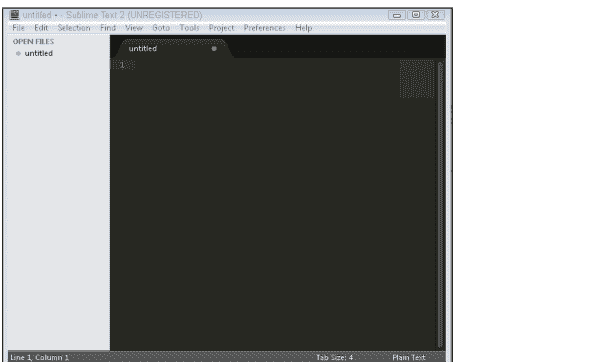 untitled • - Sublime Text 2 (UNREGISTERED)
File Edit Selection Find View Goto Tools Project Preferences Help
OPEN FILES
untitled
untitled
1
Line 1, Column 1 Tab Size: 4 Plain Text